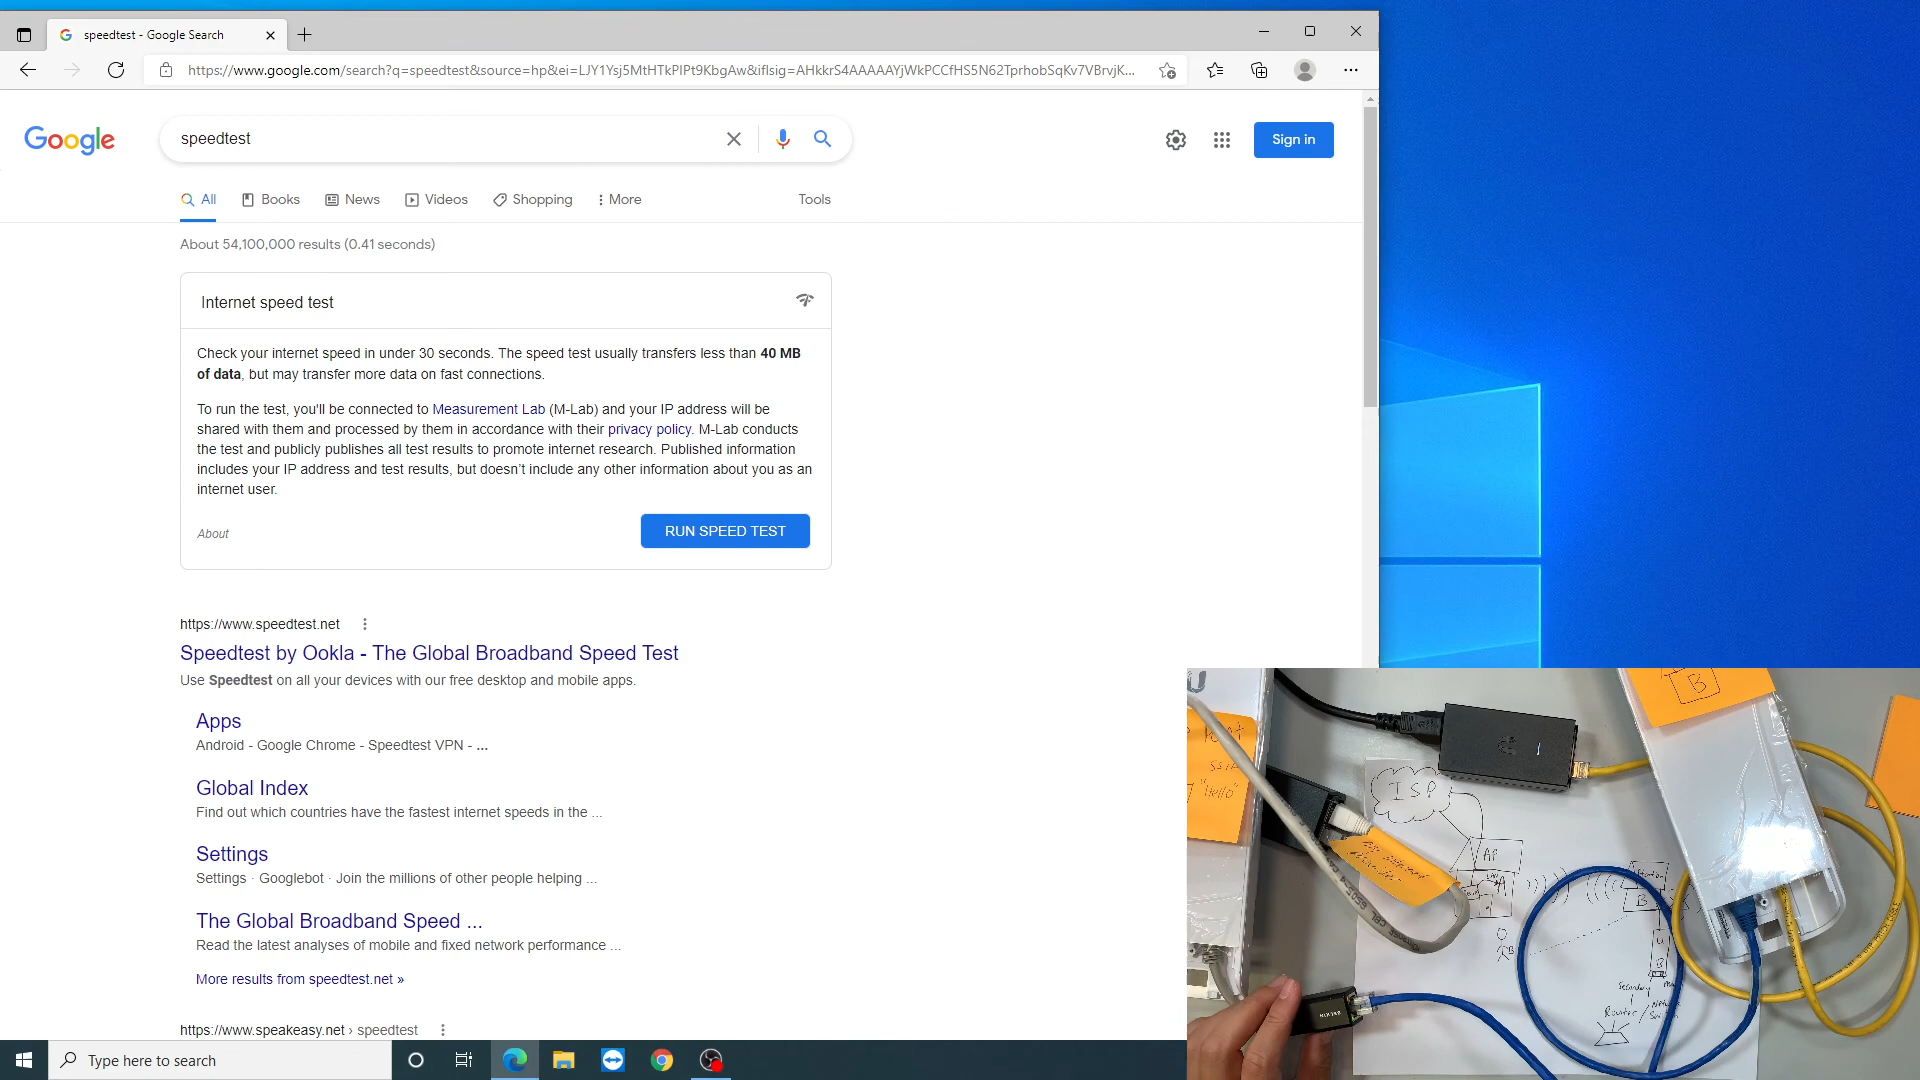 speedtest - Google Search
https://www.google.com/search?q=speedtest&source=hp&ei=LJY1Ysj5MtHTkPIPt9KbgAw&iflsig=AHkkrS4AAAAAYjWkPCCfHS5N62TprhobSqKv7VBrvjK...
Google
speedtest
Sign in
All
Books
News
Videos
Shopping
More
Tools
About 54,100,000 results (0.41 seconds)
Internet speed test
Check your internet speed in under 30 seconds. The speed test usually transfers less than 40 MB
of data, but may transfer more data on fast connections.
To run the test, you'll be connected to Measurement Lab (M-Lab) and your IP address will be
shared with them and processed by them in accordance with their privacy policy. M-Lab conducts
the test and publicly publishes all test results to promote internet research. Published information
includes your IP address and test results, but doesn't include any other information about you as an
internet user.
About
RUN SPEED TEST
https://www.speedtest.net
Speedtest by Ookla - The Global Broadband Speed Test
Use Speedtest on all your devices with our free desktop and mobile apps.
Apps
Android - Google Chrome - Speedtest VPN - ...
Global Index
Find out which countries have the fastest internet speeds in the ...
Settings
Settings · Googlebot · Join the millions of other people helping ...
The Global Broadband Speed ...
Read the latest analyses of mobile and fixed network performance ...
More results from speedtest.net »
https://www.speakeasy.net › speedtest
Type here to search
B
"Hello"
ISP
AP
A
B
B
Secondary
Router /